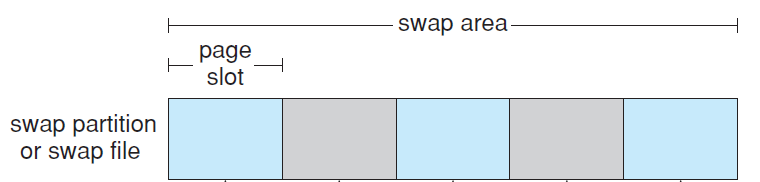 swap area
page
slot
swap partition
or swap file